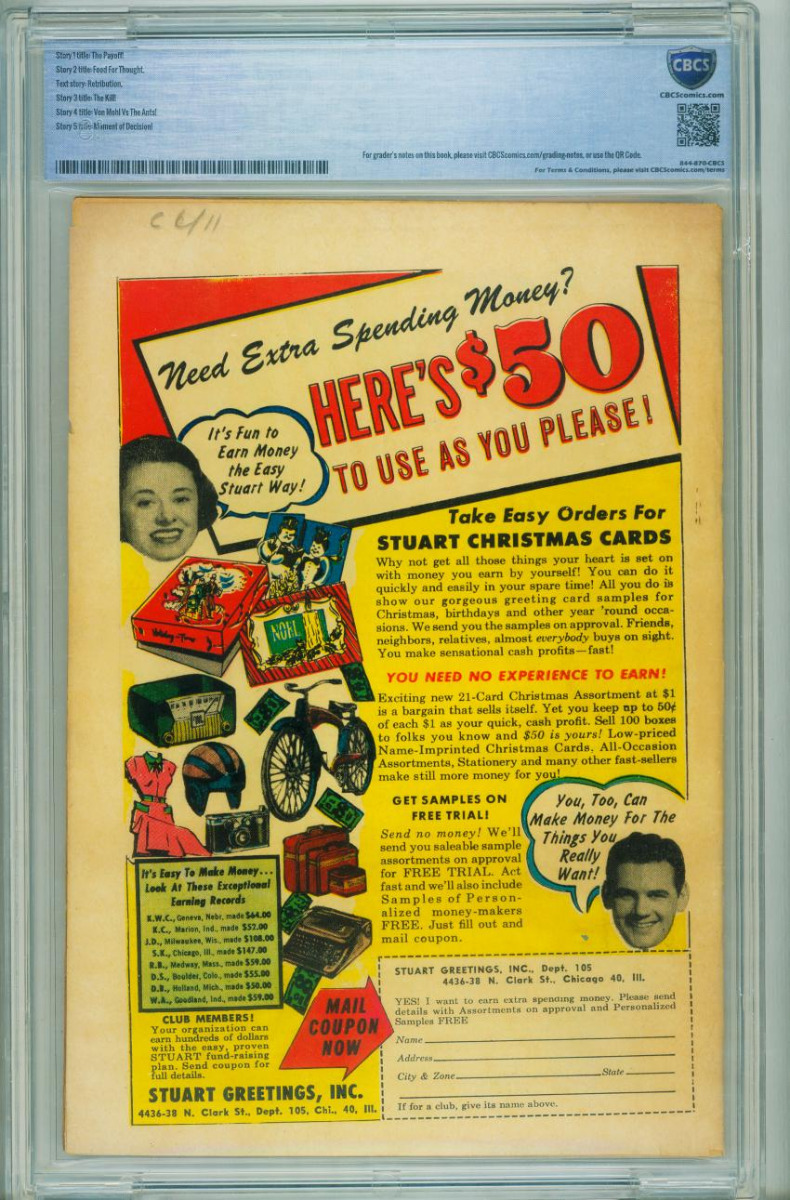 Story 1 title: The Payoff!
Story 2 title: Food For Thought.
Text story: Retribution.
Story 3 title: The Kill!
Story 4 title: Von Mohl Vs The Ants!
Story 5 title: Moment of Decision!
CBCS
CBCScomics.com
For grader's notes on this book, please visit CBCScomics.com/grading-notes, or use the QR Code.
For Terms & Conditions, please visit CBCScomics.com/terms
Need Extra Spending Money?
HERE'S $50
TO USE AS YOU PLEASE!
It's Fun to
Earn Money
the Easy
Stuart Way!
Take Easy Orders For
STUART CHRISTMAS CARDS
Why not get all those things your heart is set on
with money you earn by yourself! You can do it
quickly and easily in your spare time! All you do is
show our gorgeous greeting card samples for
Christmas, birthdays and other year 'round occa-
sions. We send you the samples on approval. Friends,
neighbors, relatives, almost everybody buys on sight.
You make sensational cash profits—fast!
NOEL
YOU NEED NO EXPERIENCE TO EARN!
Exciting new 21-Card Christmas Assortment at $1
is a bargain that sells itself. Yet you keep up to 50¢
of each $1 as your quick, cash profit. Sell 100 boxes
to folks you know and $50 is yours! Low-priced
Name-Imprinted Christmas Cards, All-Occasion
Assortments, Stationery and many other fast-sellers
make still more money for you!
GET SAMPLES ON
FREE TRIAL!
Send no money! We'll
send you saleable sample
assortments on approval
for FREE TRIAL. Act
fast and we'll also include
Samples of Person-
alized money-makers
FREE. Just fill out and
mail coupon.
You, Too, Can
Make Money For The
Things You
Really
Want!
It's Easy To Make Money...
Look At These Exceptional
Earning Records
K.W.C., Geneva, Nebr. made $64.00
K.C., Marion, Ind., made $52.00
J.D., Milwaukee, Wis., made $108.00
S.K., Chicago, Ill., made $147.00
R.B., Medway, Mass., made $59.00
D.S., Boulder, Colo., made $55.00
D.B., Holland, Mich., made $50.00
W.A., Goodland, Ind., made $59.00
CLUB MEMBERS!
Your organization can
earn hundreds of dollars
with the easy, proven
STUART fund-raising
plan. Send coupon for
full details.
STUART GREETINGS, INC.
4436-38 N. Clark St., Dept. 105, Chi., 40, Ill.
MAIL
COUPON
NOW
STUART GREETINGS, INC., Dept. 105
4436-38 N. Clark St., Chicago 40, Ill.
YES! I want to earn extra spending money. Please send
details with Assortments on approval and Personalized
Samples FREE
Name
Address
City & Zone State
If for a club, give its name above.